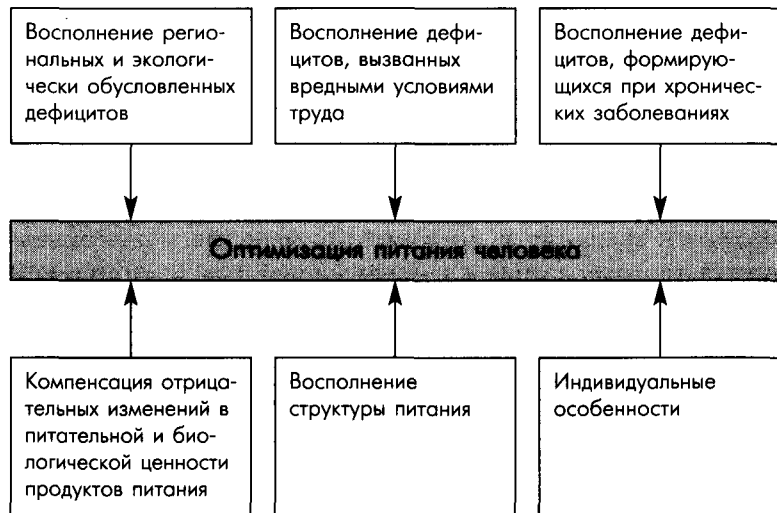 Восполнение регио-
нальных и экологи-
чески обусловленных
дефицитов
Восполнение дефи-
цитов, вызванных
вредными условиями
труда
Восполнение дефи-
цитов, формирую-
щихся при хроничес-
ких заболеваниях
Оптимизация питания человека
Компенсация отрица-
тельных изменений в
питательной и био-
логической ценности
продуктов питания
Восполнение
структуры питания
Индивидуальные
особенности